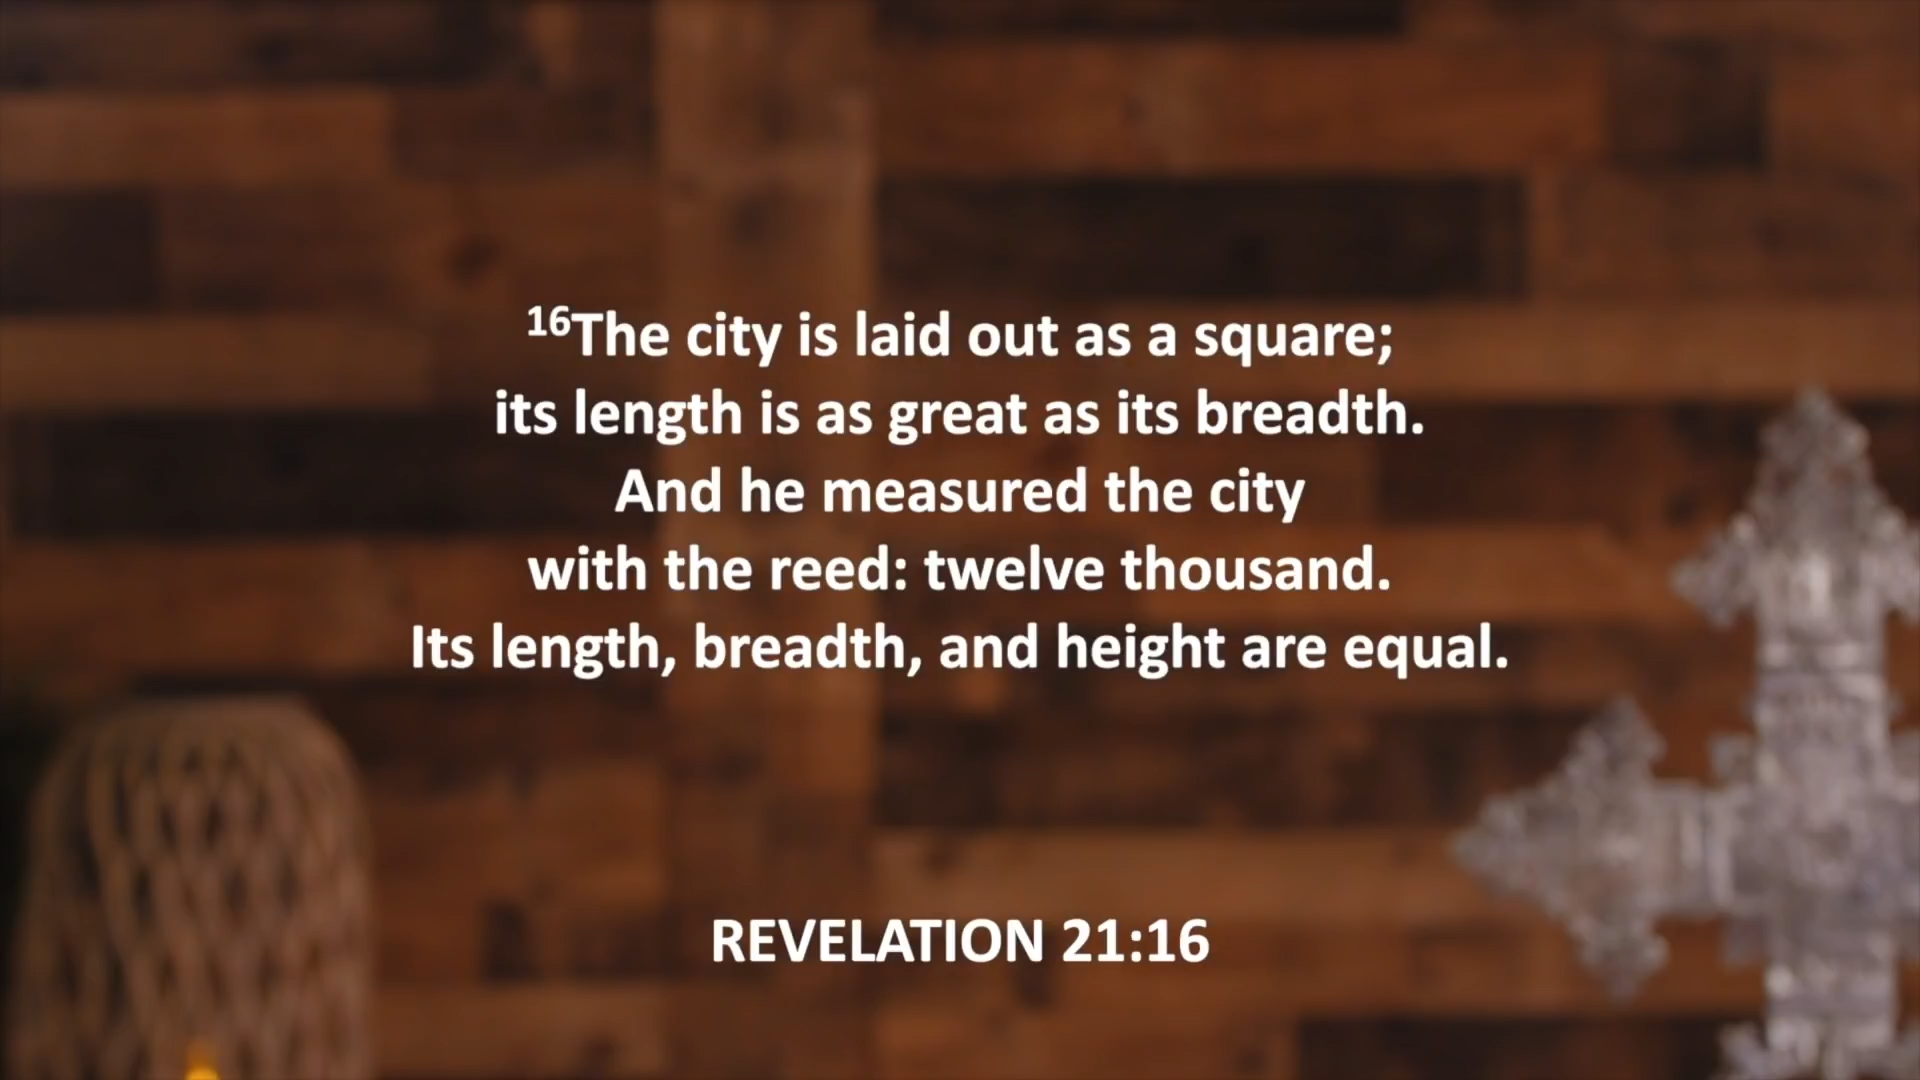 16The city is laid out as a square;
its length is as great as its breadth.
And he measured the city
with the reed: twelve thousand.
Its length, breadth, and height are equal.
REVELATION 21:16